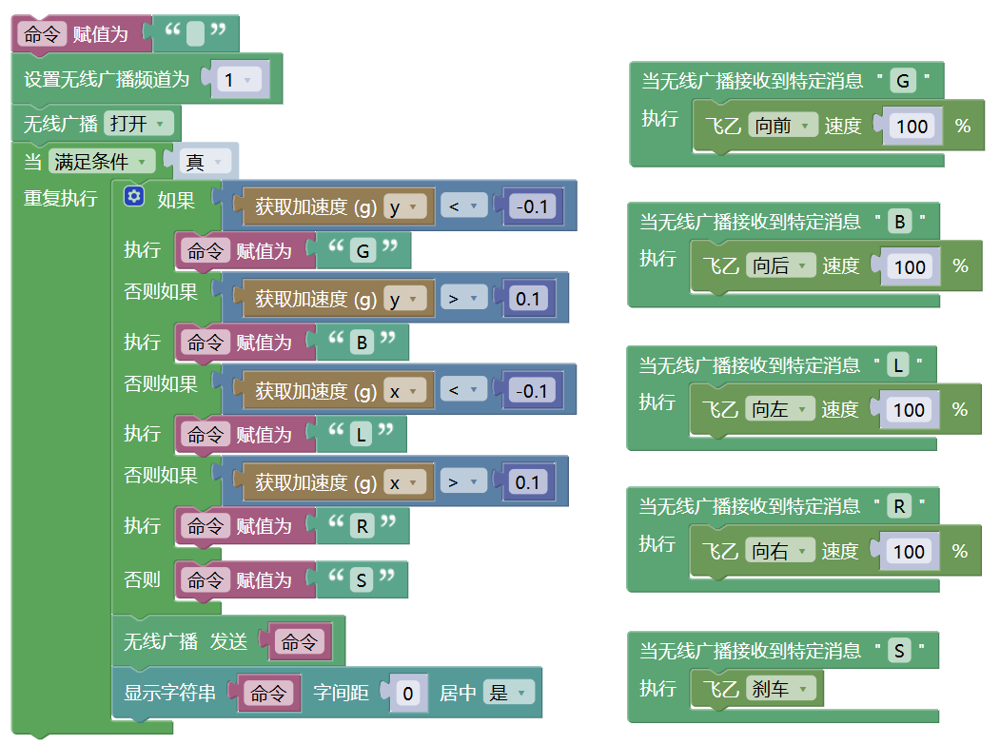 命令 赋值为 “ ”
设置无线广播频道为 1
无线广播 打开
当 满足条件 真
重复执行 如果 获取加速度 (g) y < -0.1
执行 命令 赋值为 “ G ”
否则如果 获取加速度 (g) y > 0.1
执行 命令 赋值为 “ B ”
否则如果 获取加速度 (g) x < -0.1
执行 命令 赋值为 “ L ”
否则如果 获取加速度 (g) x > 0.1
执行 命令 赋值为 “ R ”
否则 命令 赋值为 “ S ”
无线广播 发送 命令
显示字符串 命令 字间距 0 居中 是
当无线广播接收到特定消息 " G "
执行 飞乙 向前 速度 100 %
当无线广播接收到特定消息 " B "
执行 飞乙 向后 速度 100 %
当无线广播接收到特定消息 " L "
执行 飞乙 向左 速度 100 %
当无线广播接收到特定消息 " R "
执行 飞乙 向右 速度 100 %
当无线广播接收到特定消息 " S "
执行 飞乙 刹车